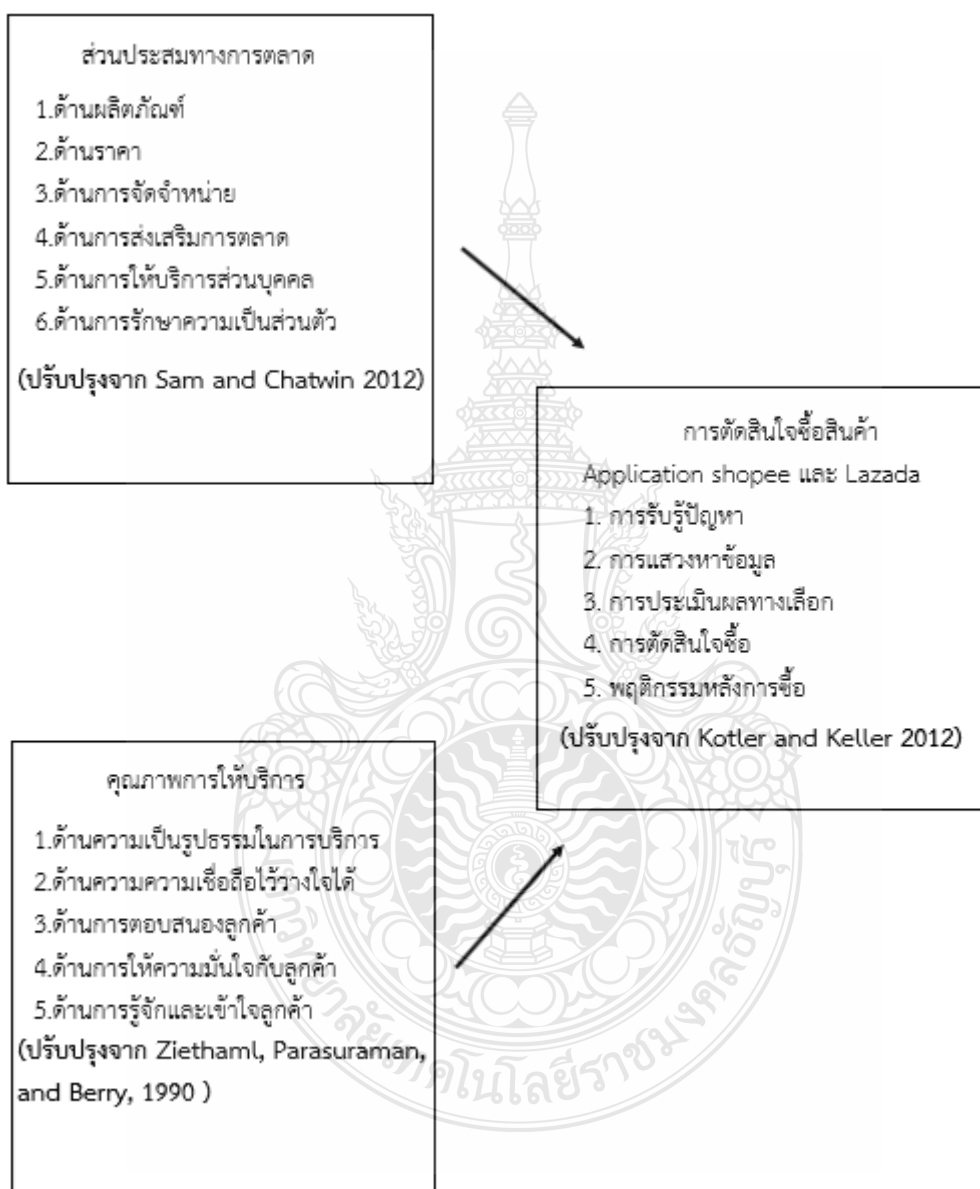 ส่วนประสมทางการตลาด
1.ด้านผลิตภัณฑ์
2.ด้านราคา
3.ด้านการจัดจำหน่าย
4.ด้านการส่งเสริมการตลาด
5.ด้านการให้บริการส่วนบุคคล
6.ด้านการรักษาความเป็นส่วนตัว
(ปรับปรุงจาก Sam and Chatwin 2012)
การตัดสินใจซื้อสินค้า
Application shopee และ Lazada
1. การรับรู้ปัญหา
2. การแสวงหาข้อมูล
3. การประเมินผลทางเลือก
4. การตัดสินใจซื้อ
5. พฤติกรรมหลังการซื้อ
(ปรับปรุงจาก Kotler and Keller 2012)
คุณภาพการให้บริการ
1.ด้านความเป็นรูปธรรมในการบริการ
2.ด้านความความเชื่อถือไว้วางใจได้
3.ด้านการตอบสนองลูกค้า
4.ด้านการให้ความมั่นใจกับลูกค้า
5.ด้านการรู้จักและเข้าใจลูกค้า
(ปรับปรุงจาก Ziethaml, Parasuraman,
and Berry, 1990 )